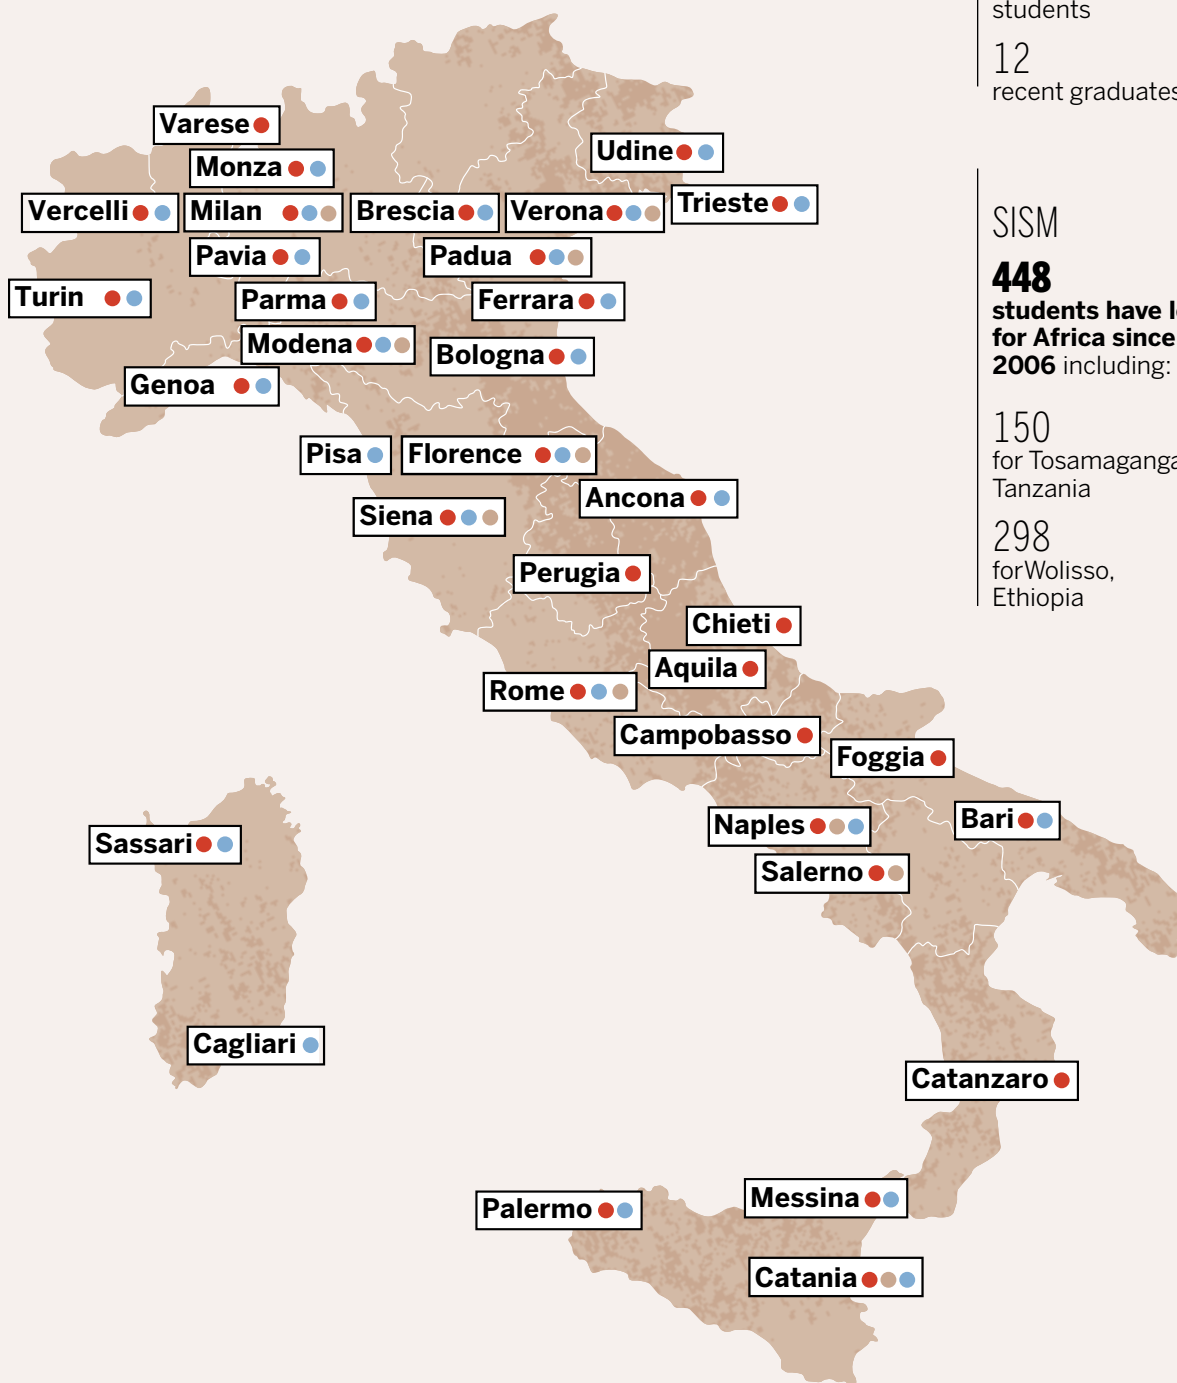 students
12
recent graduates
Varese
Monza
Udine
Vercelli
Milan
Brescia
Verona
Trieste
Pavia
Padua
Turin
Parma
Ferrara
Modena
Bologna
Genoa
Pisa
Florence
Ancona
Siena
Perugia
Chieti
Aquila
Rome
Campobasso
Foggia
Naples
Bari
Sassari
Salerno
Cagliari
Catanzaro
Palermo
Messina
Catania
SISM
448
students have
for Africa since
2006 including:
150
for Tosamaganga
Tanzania
298
forWolisso,
Ethiopia